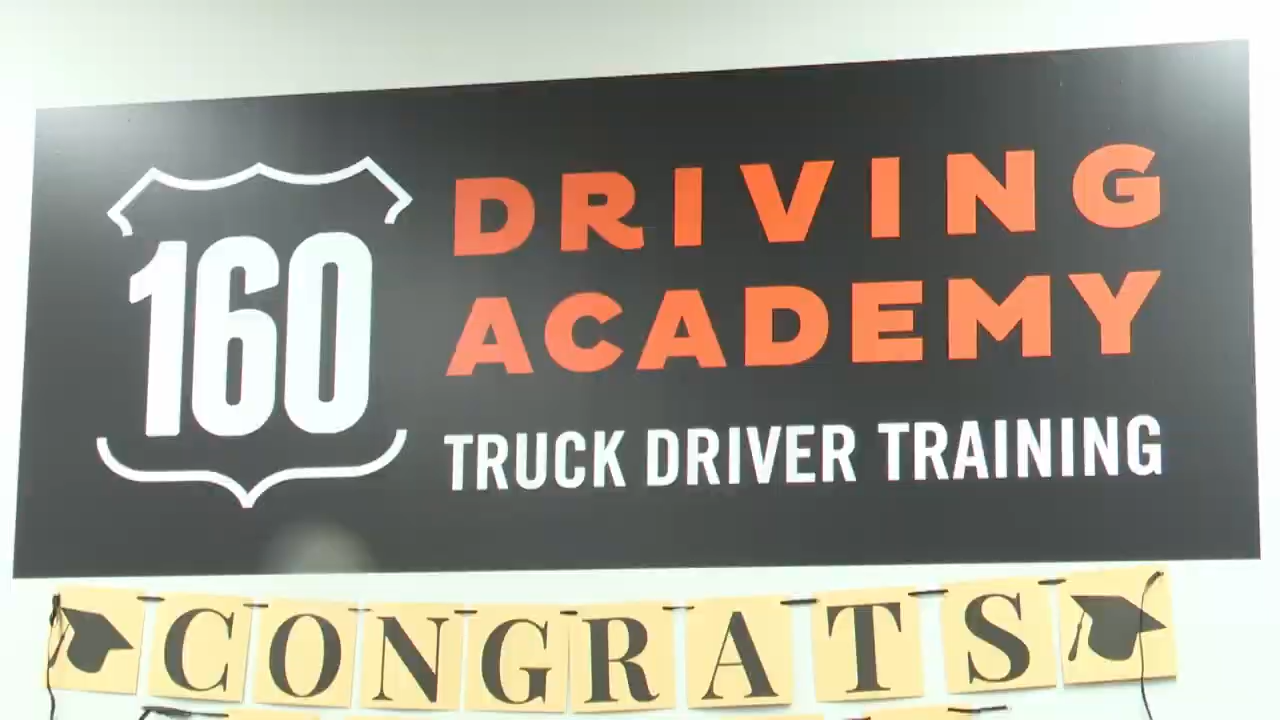 160
DRIVING
ACADEMY
TRUCK DRIVER TRAINING
CONGRATS